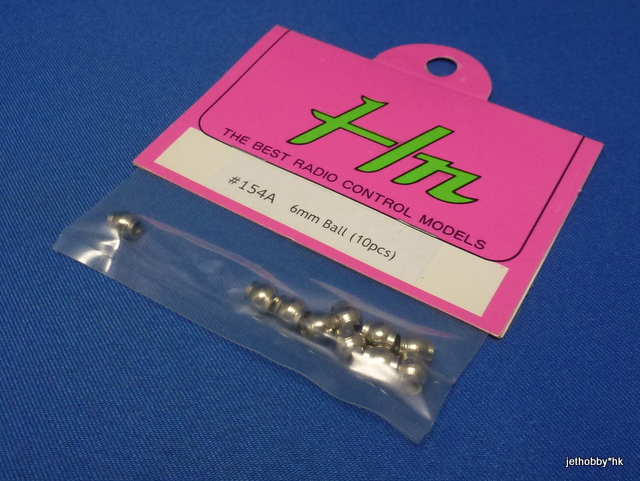 Hn
THE BEST RADIO CONTROL MODELS
#154A 6mm Ball (10pcs)
jethobby*hk